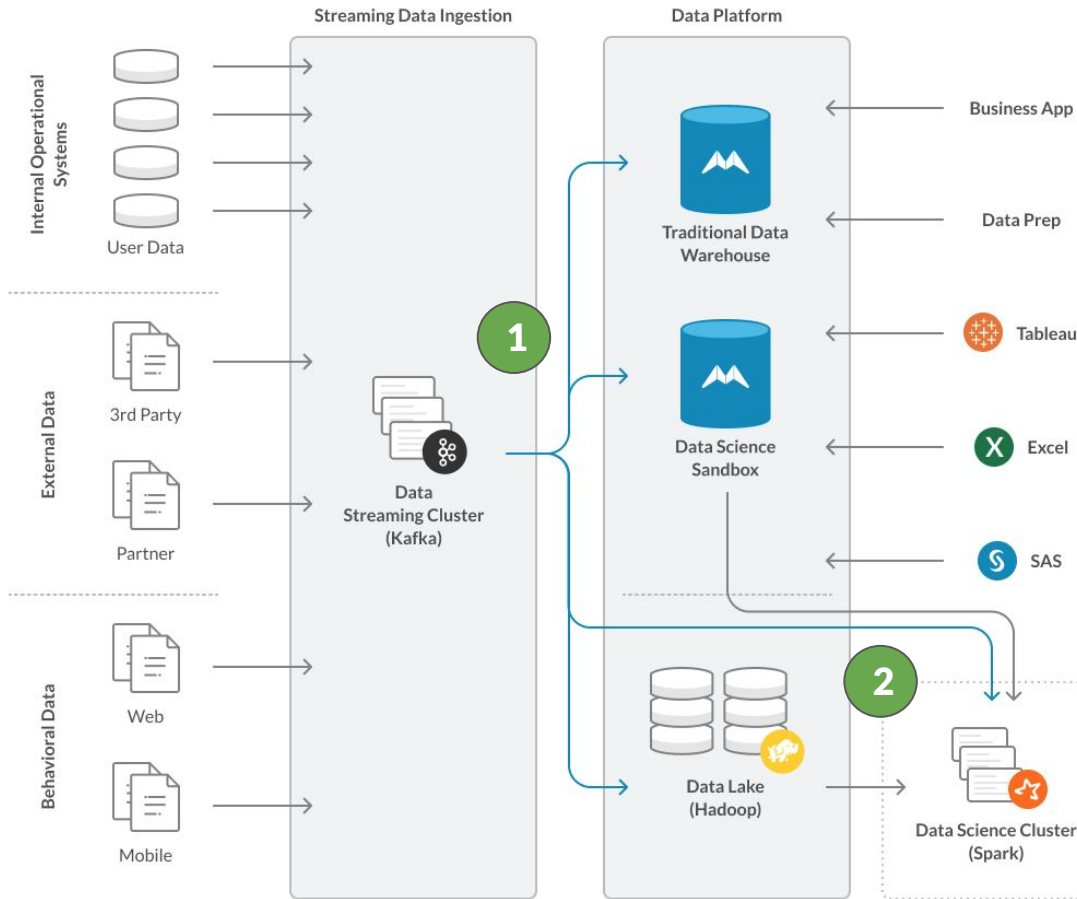 Streaming Data Ingestion
Data Platform
Internal Operational
Systems
User Data
External Data
3rd Party
Partner
Behavioral Data
Web
Mobile
1
Data
Streaming Cluster
(Kafka)
Traditional Data
Warehouse
Data Science
Sandbox
Data Lake
(Hadoop)
Business App
Data Prep
Tableau
X
Excel
S
SAS
2
Data Science Cluster
(Spark)